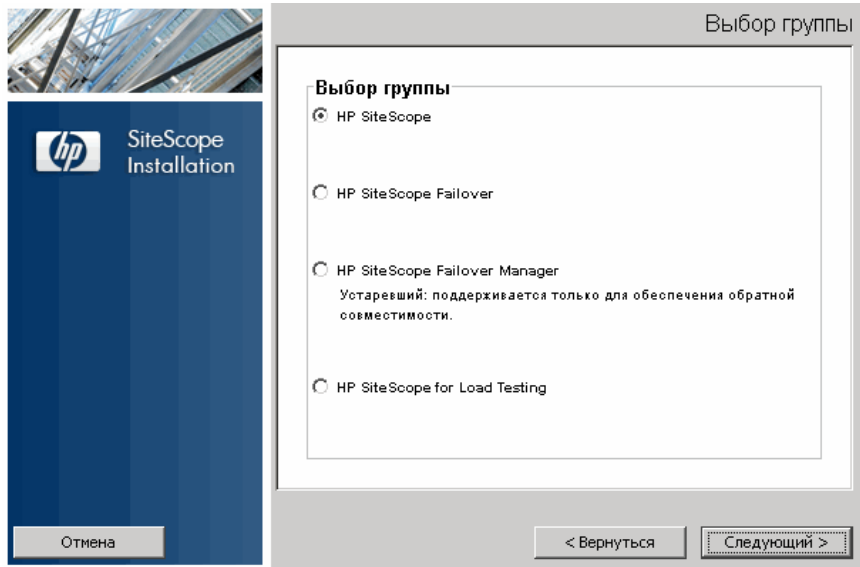 Выбор группы
hp
SiteScope
Installation
Выбор группы
HP SiteScope
HP SiteScope Failover
HP SiteScope Failover Manager
Устаревший: поддерживается только для обеспечения обратной
совместимости.
HP SiteScope for Load Testing
Отмена
< Вернуться
Следующий >